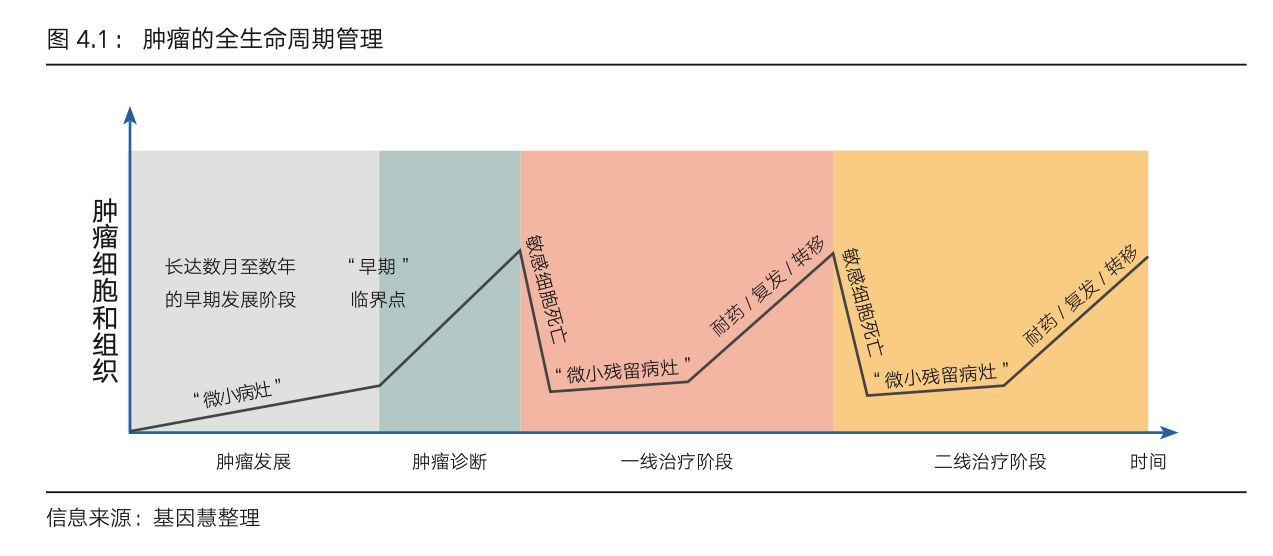 图 4.1： 肿瘤的全生命周期管理
肿瘤细胞和组织
长达数月至数年
的早期发展阶段
“早期”
临界点
“微小病灶”
敏感细胞死亡
“微小残留病灶”
耐药 / 复发 / 转移
敏感细胞死亡
“微小残留病灶”
耐药 / 复发 / 转移
肿瘤发展
肿瘤诊断
一线治疗阶段
二线治疗阶段
时间
信息来源：基因慧整理